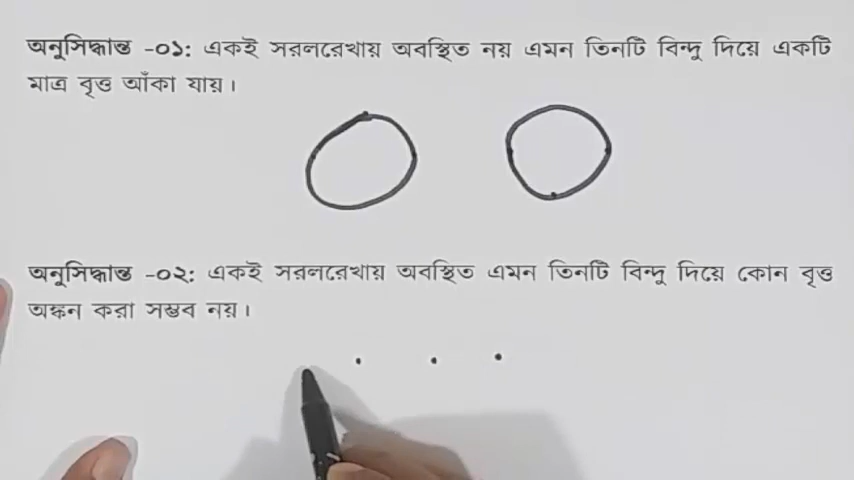 অনুসিদ্ধান্ত -০১: একই সরলরেখায় অবস্থিত নয় এমন তিনটি বিন্দু দিয়ে একটি
মাত্র বৃত্ত আঁকা যায়।
অনুসিদ্ধান্ত -০২: একই সরলরেখায় অবস্থিত এমন তিনটি বিন্দু দিয়ে কোন বৃত্ত
অঙ্কন করা সম্ভব নয়।